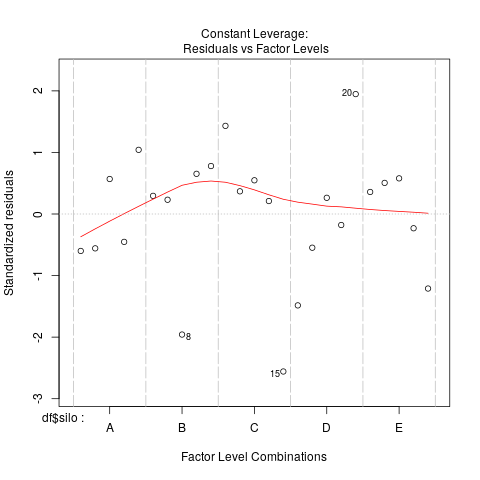 Constant Leverage:
Residuals vs Factor Levels
Standardized residuals
2
1
0
-1
-2
-3
20
8
15
df$silo :
A B C D E
Factor Level Combinations